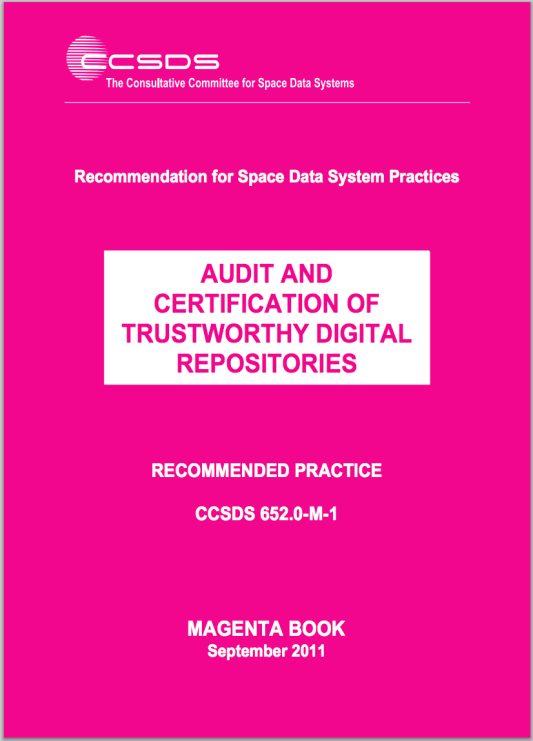 CCSDS
The Consultative Committee for Space Data Systems
Recommendation for Space Data System Practices
AUDIT AND
CERTIFICATION OF
TRUSTWORTHY DIGITAL
REPOSITORIES
RECOMMENDED PRACTICE
CCSDS 652.0-M-1
MAGENTA BOOK
September 2011